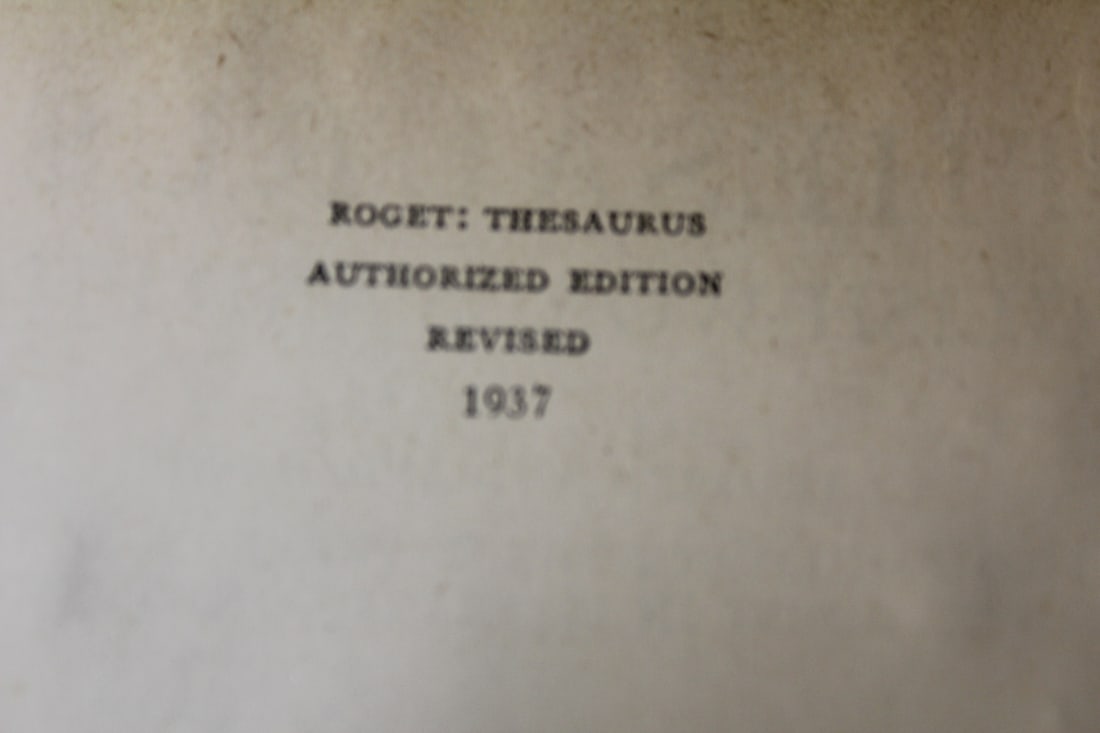 ROGET: THESAURUS
AUTHORIZED EDITION
REVISED
1937